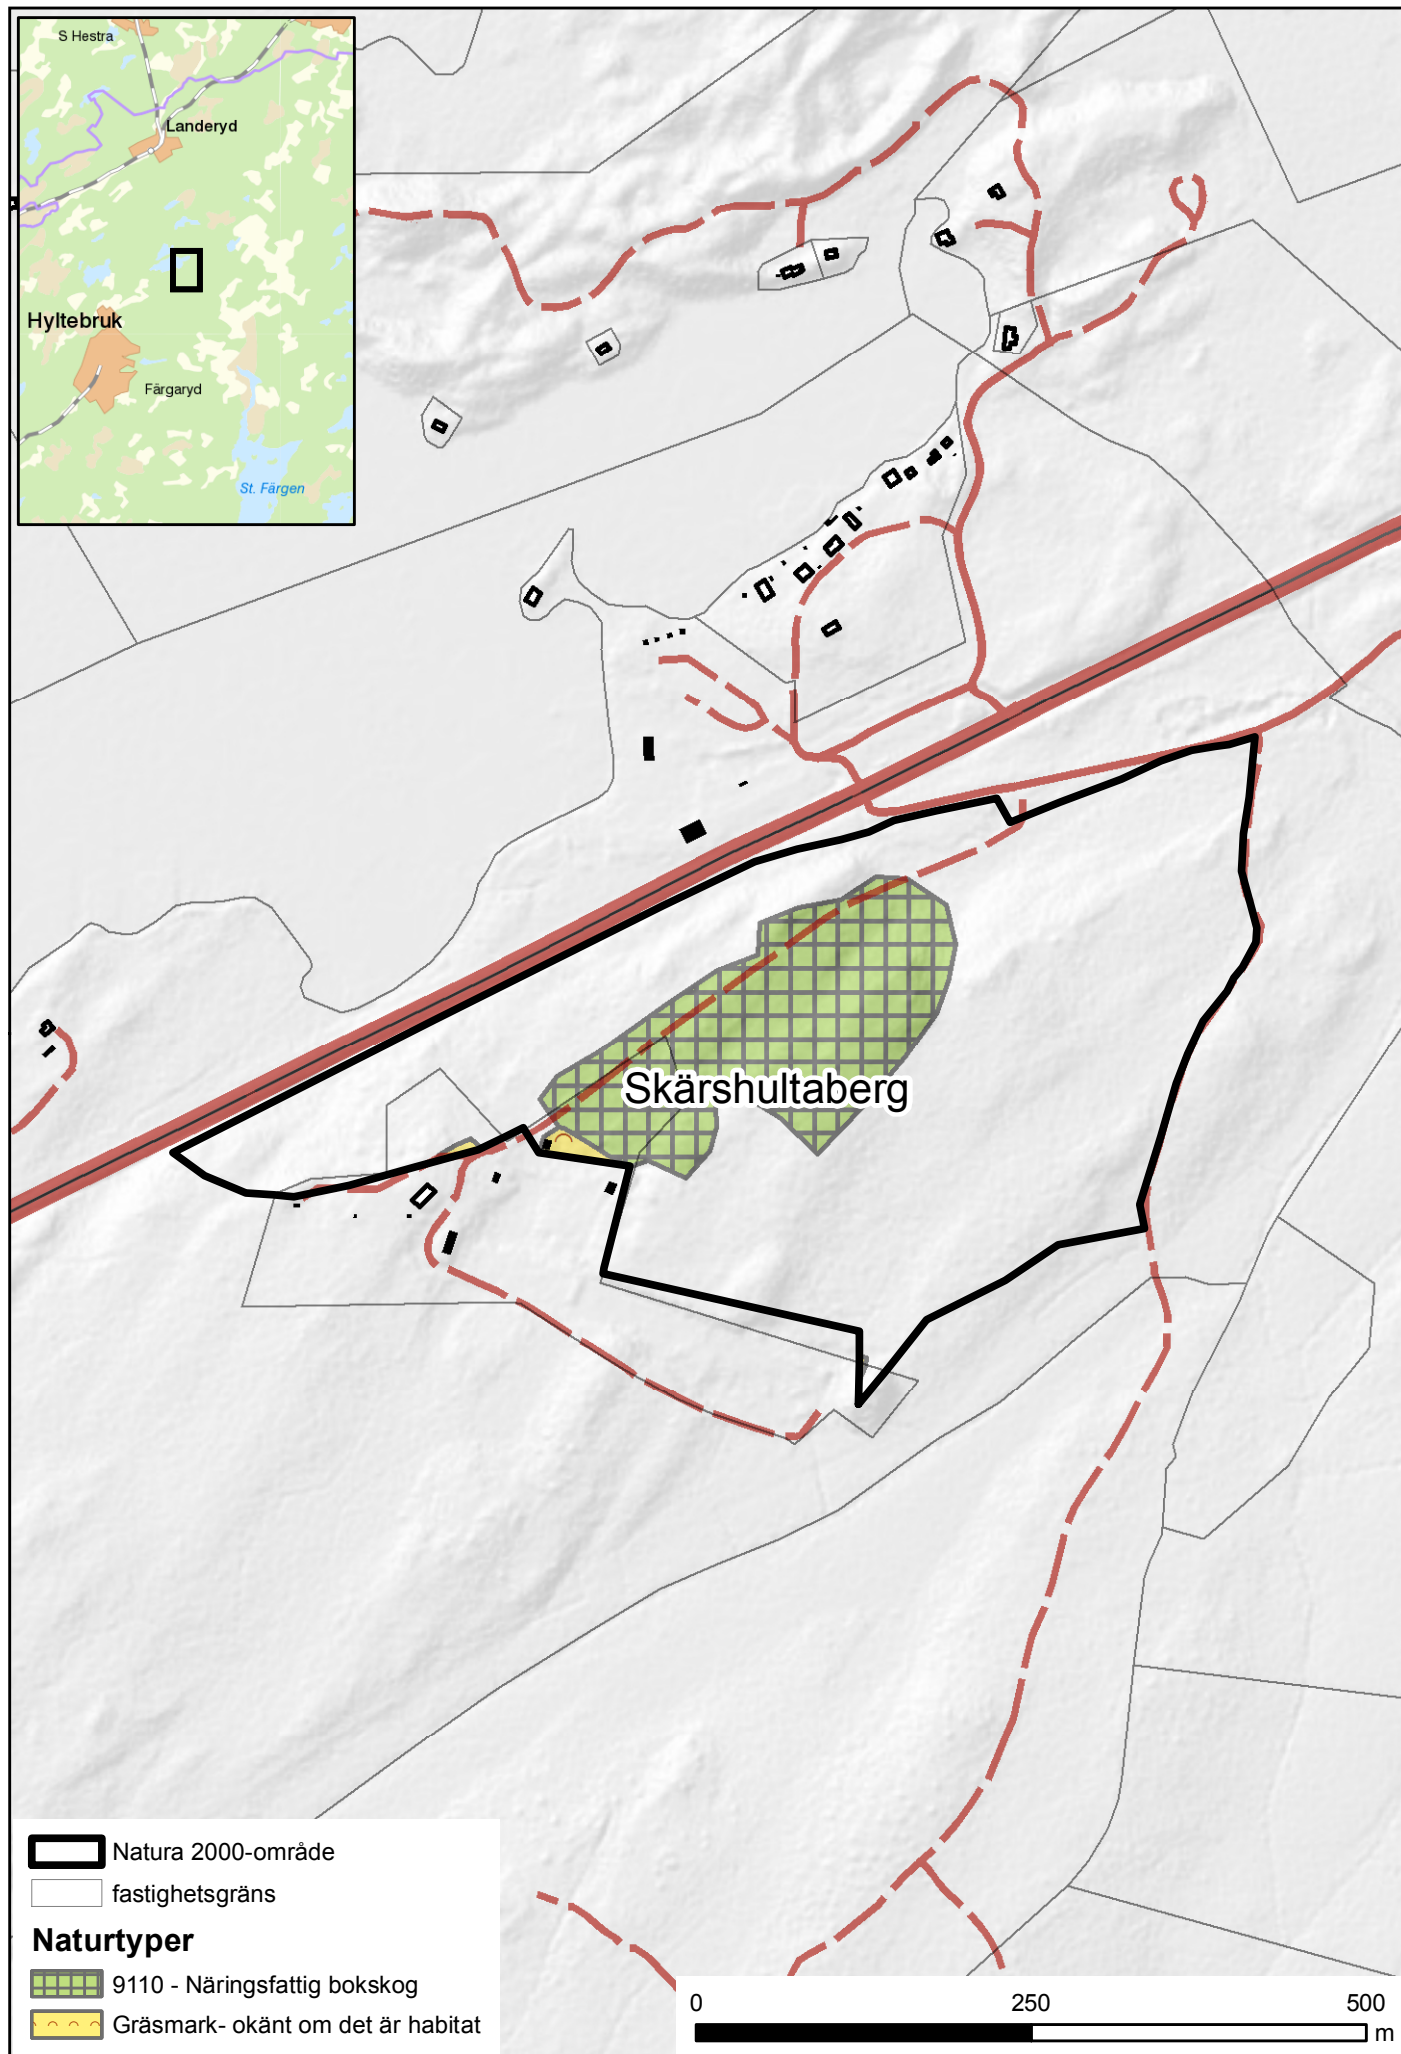 S Hestra
Landeryd
Hyltebruk
Färgaryd
St. Färgen
Skärshultaberg
Natura 2000-område
fastighetsgräns
Naturtyper
9110 - Näringsfattig bokskog
Gräsmark- okänt om det är habitat
0 250 500
m